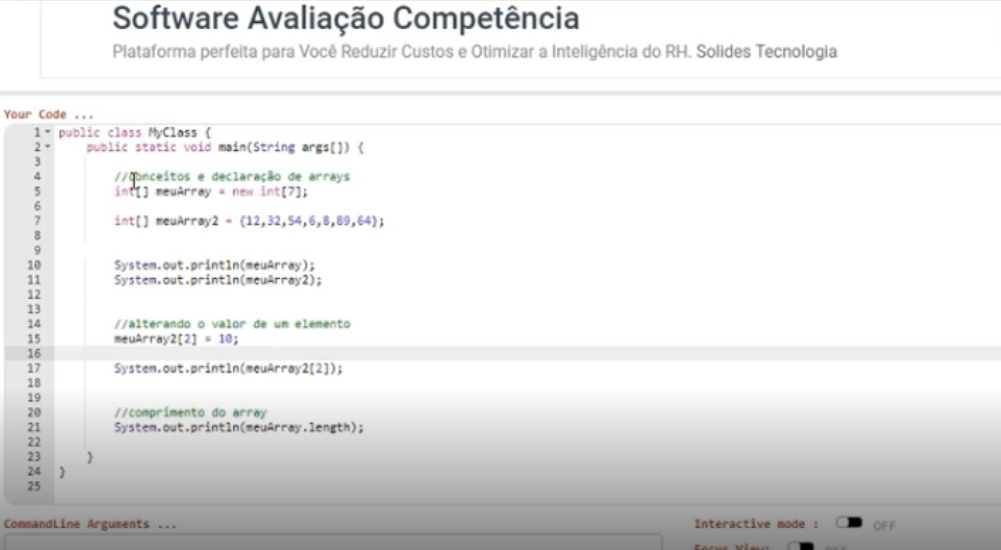 Software Avaliação Competência
Plataforma perfeita para Você Reduzir Custos e Otimizar a Inteligência do RH. Solides Tecnologia
Your Code ...
1 public class MyClass {
2 public static void main(String args[]) {
3
4 //conceitos e declaração de arrays
5 int[] meuArray = new int[7];
6
7 int[] meuArray2 = {12,32,54,6,8,89,64};
8
9
10 System.out.println(meuArray);
11 System.out.println(meuArray2);
12
13
14 //alterando o valor de um elemento
15 meuArray2[2] = 10;
16
17 System.out.println(meuArray2[2]);
18
19
20 //comprimento do array
21 System.out.println(meuArray.length);
22
23 }
24 }
25
CommandLine Arguments ...
Interactive mode : OFF
Focus View: OFF